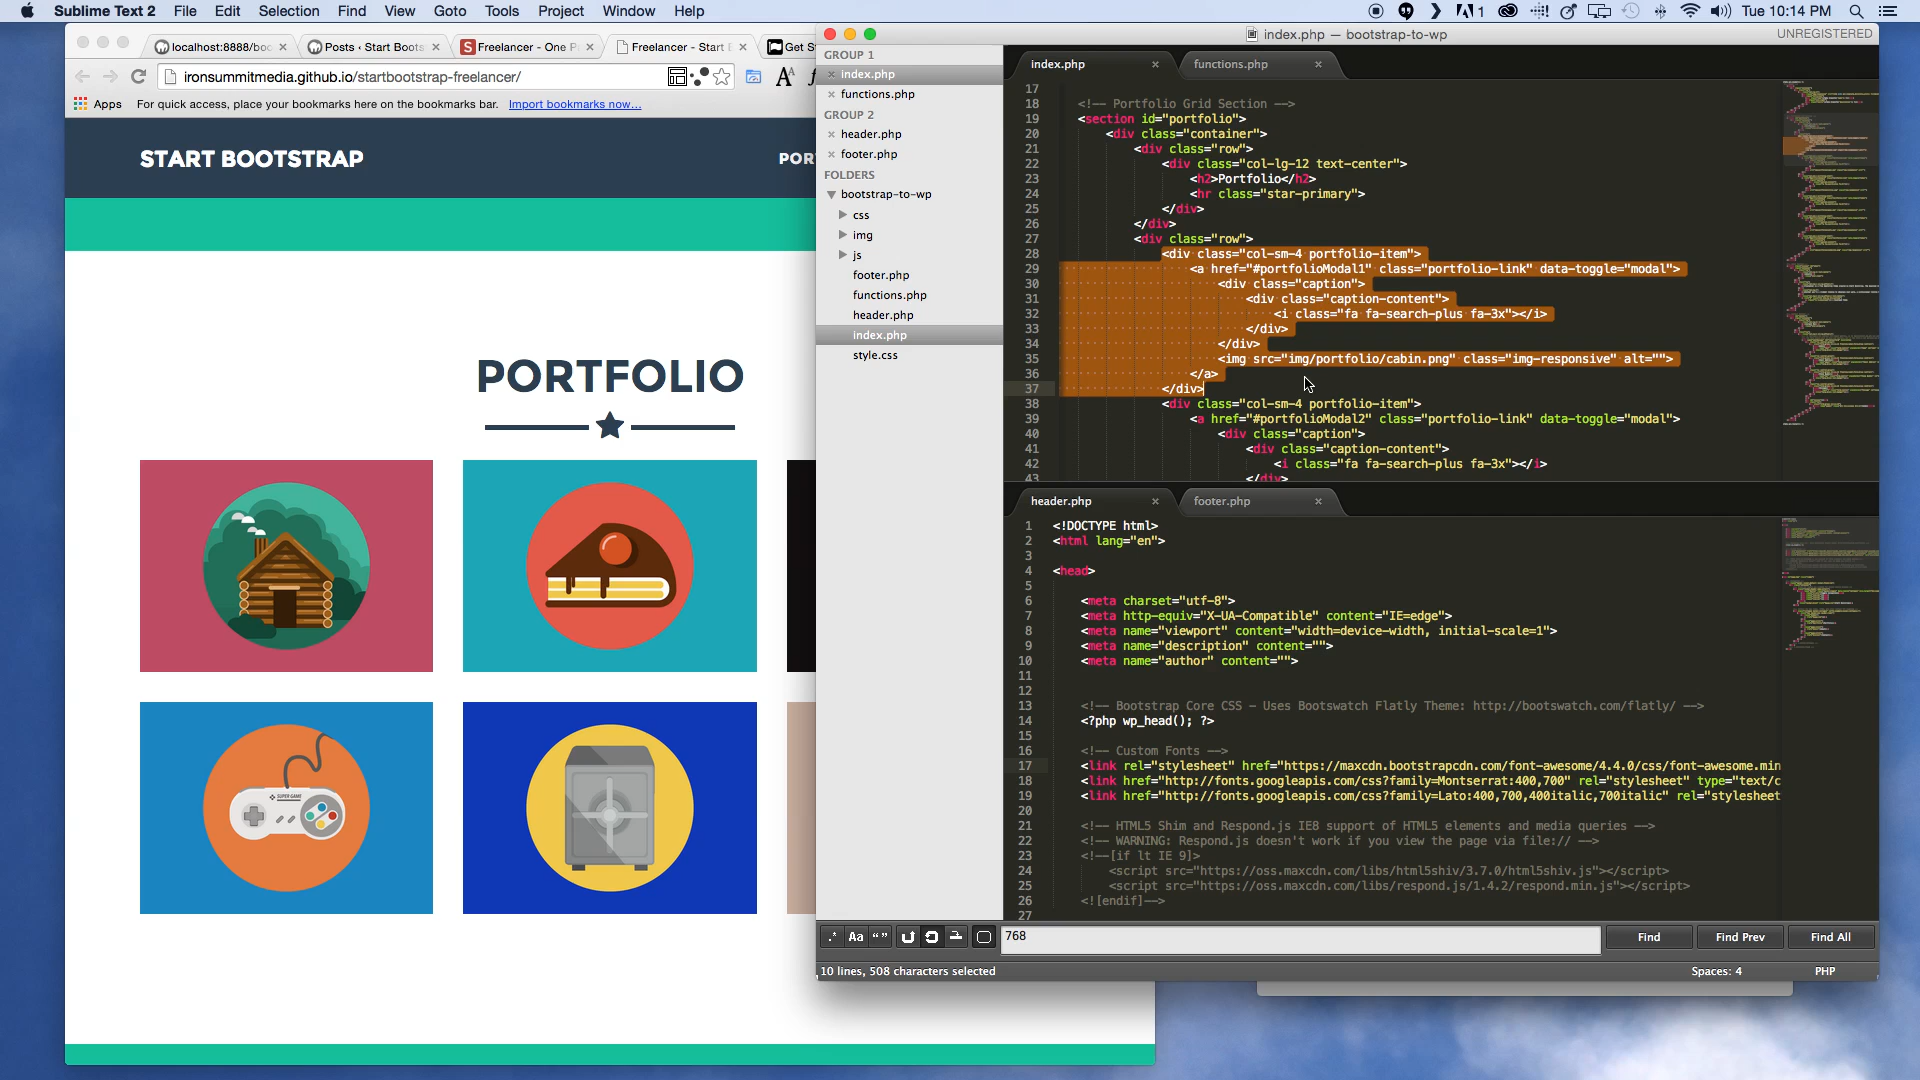 Sublime Text 2 File Edit Selection Find View Goto Tools Project Window Help
1 Tue 10:14 PM
localhost:8888/boo
Posts ‹ Start Boots
Freelancer - One P
Freelancer - Start B
Get S
ironsummitmedia.github.io/startbootstrap-freelancer/
Apps For quick access, place your bookmarks here on the bookmarks bar. Import bookmarks now...
START BOOTSTRAP
POR
PORTFOLIO
SUPER GAME
index.php — bootstrap-to-wp
UNREGISTERED
GROUP 1
index.php
functions.php
GROUP 2
header.php
footer.php
FOLDERS
bootstrap-to-wp
css
img
js
footer.php
functions.php
header.php
index.php
style.css
index.php functions.php
17
18 <!-- Portfolio Grid Section -->
19 <section id="portfolio">
20 <div class="container">
21 <div class="row">
22 <div class="col-lg-12 text-center">
23 <h2>Portfolio</h2>
24 <hr class="star-primary">
25 </div>
26 </div>
27 <div class="row">
28 <div class="col-sm-4 portfolio-item">
29 <a href="#portfolioModal1" class="portfolio-link" data-toggle="modal">
30 <div class="caption">
31 <div class="caption-content">
32 <i class="fa fa-search-plus fa-3x"></i>
33 </div>
34 </div>
35 <img src="img/portfolio/cabin.png" class="img-responsive" alt="">
36 </a>
37 </div>
38 <div class="col-sm-4 portfolio-item">
39 <a href="#portfolioModal2" class="portfolio-link" data-toggle="modal">
40 <div class="caption">
41 <div class="caption-content">
42 <i class="fa fa-search-plus fa-3x"></i>
43 </div>
header.php footer.php
1 <!DOCTYPE html>
2 <html lang="en">
3
4 <head>
5
6 <meta charset="utf-8">
7 <meta http-equiv="X-UA-Compatible" content="IE=edge">
8 <meta name="viewport" content="width=device-width, initial-scale=1">
9 <meta name="description" content="">
10 <meta name="author" content="">
11
12
13 <!-- Bootstrap Core CSS - Uses Bootswatch Flatly Theme: http://bootswatch.com/flatly/ -->
14 <?php wp_head(); ?>
15
16 <!-- Custom Fonts -->
17 <link rel="stylesheet" href="https://maxcdn.bootstrapcdn.com/font-awesome/4.4.0/css/font-awesome.min
18 <link href="http://fonts.googleapis.com/css?family=Montserrat:400,700" rel="stylesheet" type="text/c
19 <link href="http://fonts.googleapis.com/css?family=Lato:400,700,400italic,700italic" rel="stylesheet
20
21 <!-- HTML5 Shim and Respond.js IE8 support of HTML5 elements and media queries -->
22 <!-- WARNING: Respond.js doesn't work if you view the page via file:// -->
23 <!--[if lt IE 9]>
24 <script src="https://oss.maxcdn.com/libs/html5shiv/3.7.0/html5shiv.js"></script>
25 <script src="https://oss.maxcdn.com/libs/respond.js/1.4.2/respond.min.js"></script>
26 <![endif]-->
27
.* Aa “ ” 768 Find Find Prev Find All
10 lines, 508 characters selected Spaces: 4 PHP